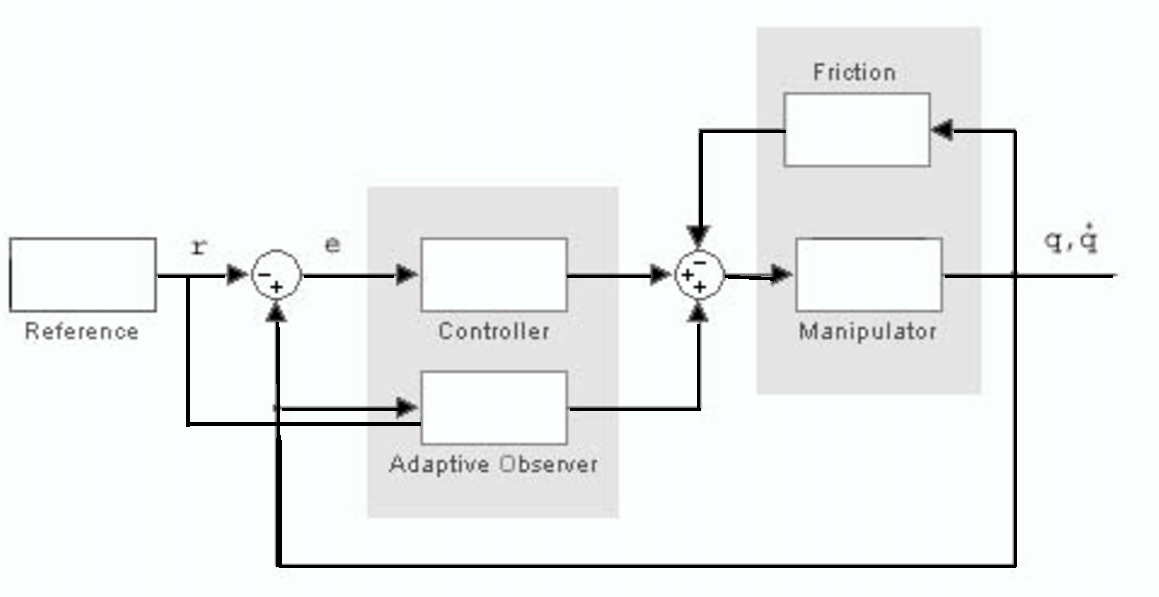 Friction
r
e
q, q̇
-
+
-
+
+
Reference
Controller
Manipulator
Adaptive Observer